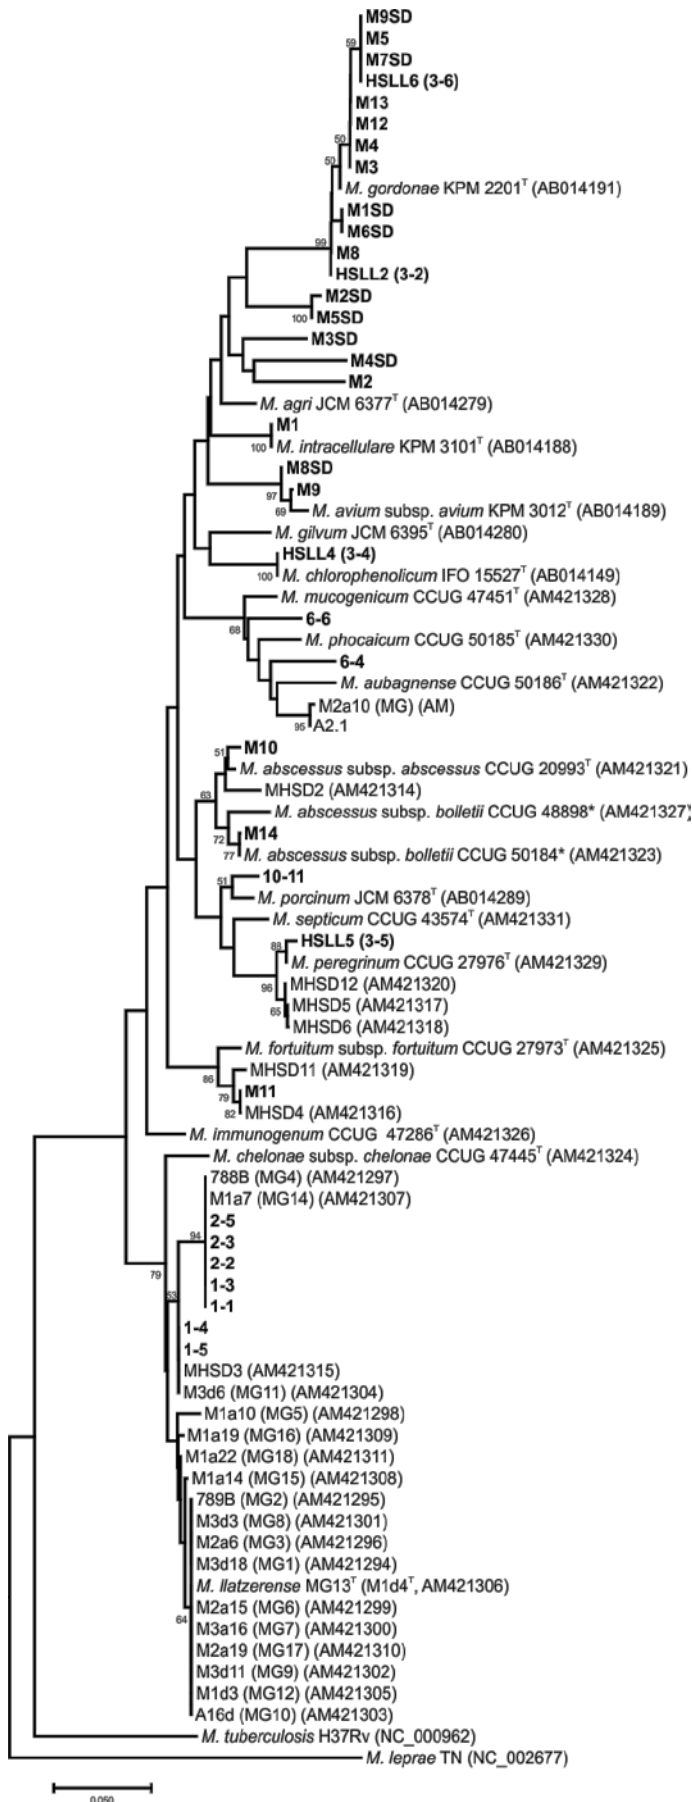 M9SD
59
M5
M7SD
HSLL6 (3-6)
M13
M12
50
M4
50
M3
M. gordonae KPM 2201ᵀ (AB014191)
M1SD
M6SD
99
M8
HSLL2 (3-2)
M2SD
100 M5SD
M3SD
M4SD
M2
M. agri JCM 6377ᵀ (AB014279)
M1
100 M. intracellulare KPM 3101ᵀ (AB014188)
M8SD
97 M9
69 M. avium subsp. avium KPM 3012ᵀ (AB014189)
M. gilvum JCM 6395ᵀ (AB014280)
HSLL4 (3-4)
100 M. chlorophenolicum IFO 15527ᵀ (AB014149)
M. mucogenicum CCUG 47451ᵀ (AM421328)
6-6
68
M. phocaicum CCUG 50185ᵀ (AM421330)
6-4
M. aubagnense CCUG 50186ᵀ (AM421322)
M2a10 (MG) (AM)
95 A2.1
51 M10
M. abscessus subsp. abscessus CCUG 20993ᵀ (AM421321)
MHSD2 (AM421314)
63
M. abscessus subsp. bolletii CCUG 48898* (AM421327)
72 M14
77 M. abscessus subsp. bolletii CCUG 50184* (AM421323)
51 10-11
M. porcinum JCM 6378ᵀ (AB014289)
M. septicum CCUG 43574ᵀ (AM421331)
88 HSLL5 (3-5)
M. peregrinum CCUG 27976ᵀ (AM421329)
96 MHSD12 (AM421320)
65 MHSD5 (AM421317)
MHSD6 (AM421318)
M. fortuitum subsp. fortuitum CCUG 27973ᵀ (AM421325)
86 MHSD11 (AM421319)
79 M11
82 MHSD4 (AM421316)
M. immunogenum CCUG 47286ᵀ (AM421326)
M. chelonae subsp. chelonae CCUG 47445ᵀ (AM421324)
788B (MG4) (AM421297)
M1a7 (MG14) (AM421307)
2-5
94 2-3
2-2
79
1-3
53 1-1
1-4
1-5
MHSD3 (AM421315)
M3d6 (MG11) (AM421304)
M1a10 (MG5) (AM421298)
M1a19 (MG16) (AM421309)
M1a22 (MG18) (AM421311)
M1a14 (MG15) (AM421308)
789B (MG2) (AM421295)
M3d3 (MG8) (AM421301)
M2a6 (MG3) (AM421296)
M3d18 (MG1) (AM421294)
M. llatzerense MG13ᵀ (M1d4ᵀ, AM421306)
M2a15 (MG6) (AM421299)
64 M3a16 (MG7) (AM421300)
M2a19 (MG17) (AM421310)
M3d11 (MG9) (AM421302)
M1d3 (MG12) (AM421305)
A16d (MG10) (AM421303)
M. tuberculosis H37Rv (NC_000962)
M. leprae TN (NC_002677)
0.050